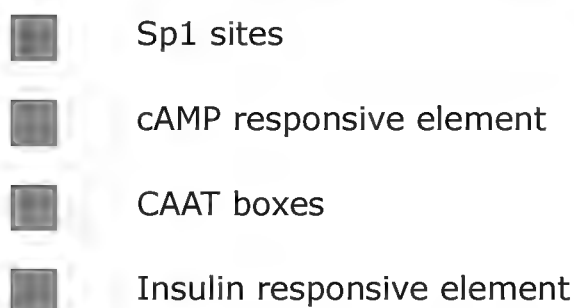 Sp1 sites
cAMP responsive element
CAAT boxes
Insulin responsive element